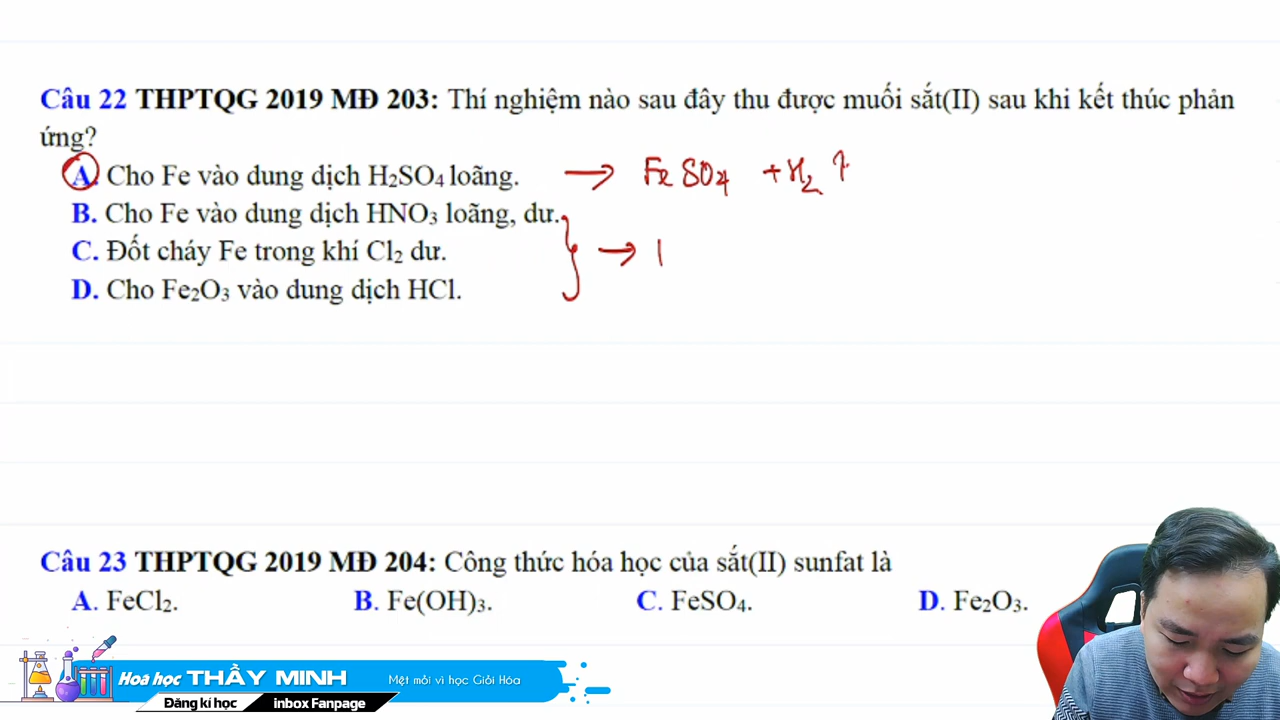 Câu 22 THPTQG 2019 MĐ 203: Thí nghiệm nào sau đây thu được muối sắt(II) sau khi kết thúc phản
ứng?
A. Cho Fe vào dung dịch H₂SO₄ loãng. → FeSO₄ + H₂ ↑
B. Cho Fe vào dung dịch HNO₃ loãng, dư.
C. Đốt cháy Fe trong khí Cl₂ dư. →
D. Cho Fe₂O₃ vào dung dịch HCl.
Câu 23 THPTQG 2019 MĐ 204: Công thức hóa học của sắt(II) sunfat là
A. FeCl₂. B. Fe(OH)₃. C. FeSO₄. D. Fe₂O₃.
Hoá học THẦY MINH Mệt mỏi vì học Giỏi Hóa
Đăng kí học inbox Fanpage